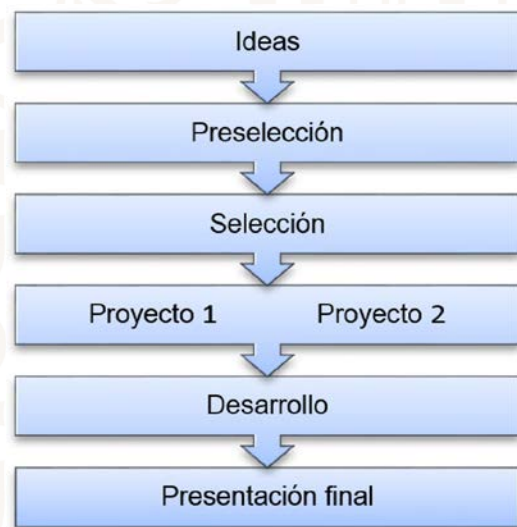 Ideas
Preselección
Selección
Proyecto 1 Proyecto 2
Desarrollo
Presentación final